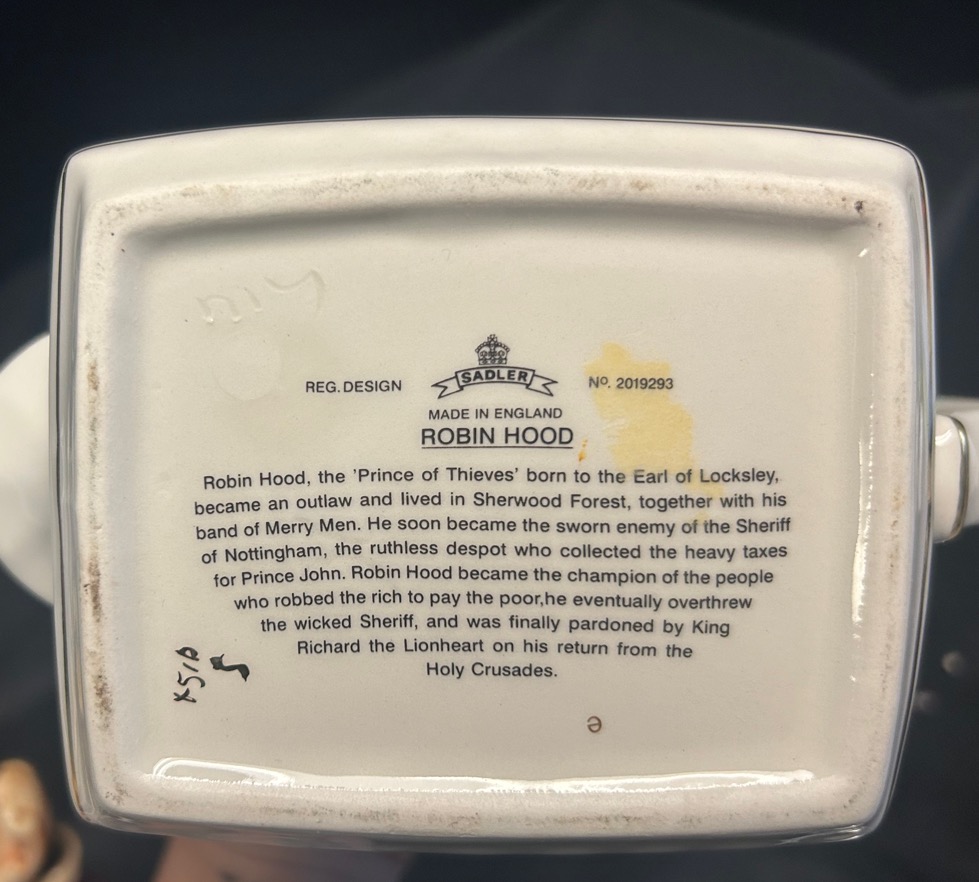 REG. DESIGN SADLER Nº. 2019293
MADE IN ENGLAND
ROBIN HOOD
Robin Hood, the 'Prince of Thieves' born to the Earl of Locksley,
became an outlaw and lived in Sherwood Forest, together with his
band of Merry Men. He soon became the sworn enemy of the Sheriff
of Nottingham, the ruthless despot who collected the heavy taxes
for Prince John. Robin Hood became the champion of the people
who robbed the rich to pay the poor,he eventually overthrew
the wicked Sheriff, and was finally pardoned by King
Richard the Lionheart on his return from the
Holy Crusades.